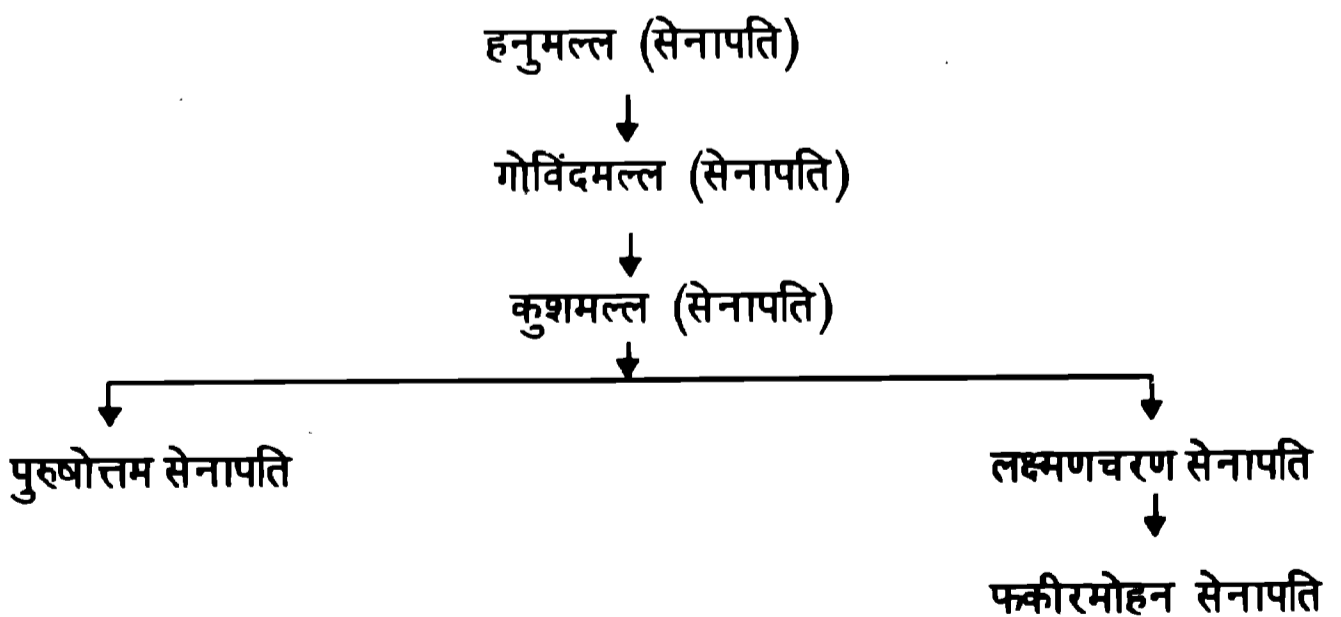 हनुमल्ल (सेनापति)
गोविंदमल्ल (सेनापति)
कुशमल्ल (सेनापति)
पुरुषोत्तम सेनापति
लक्ष्मणचरण सेनापति
फकीरमोहन सेनापति